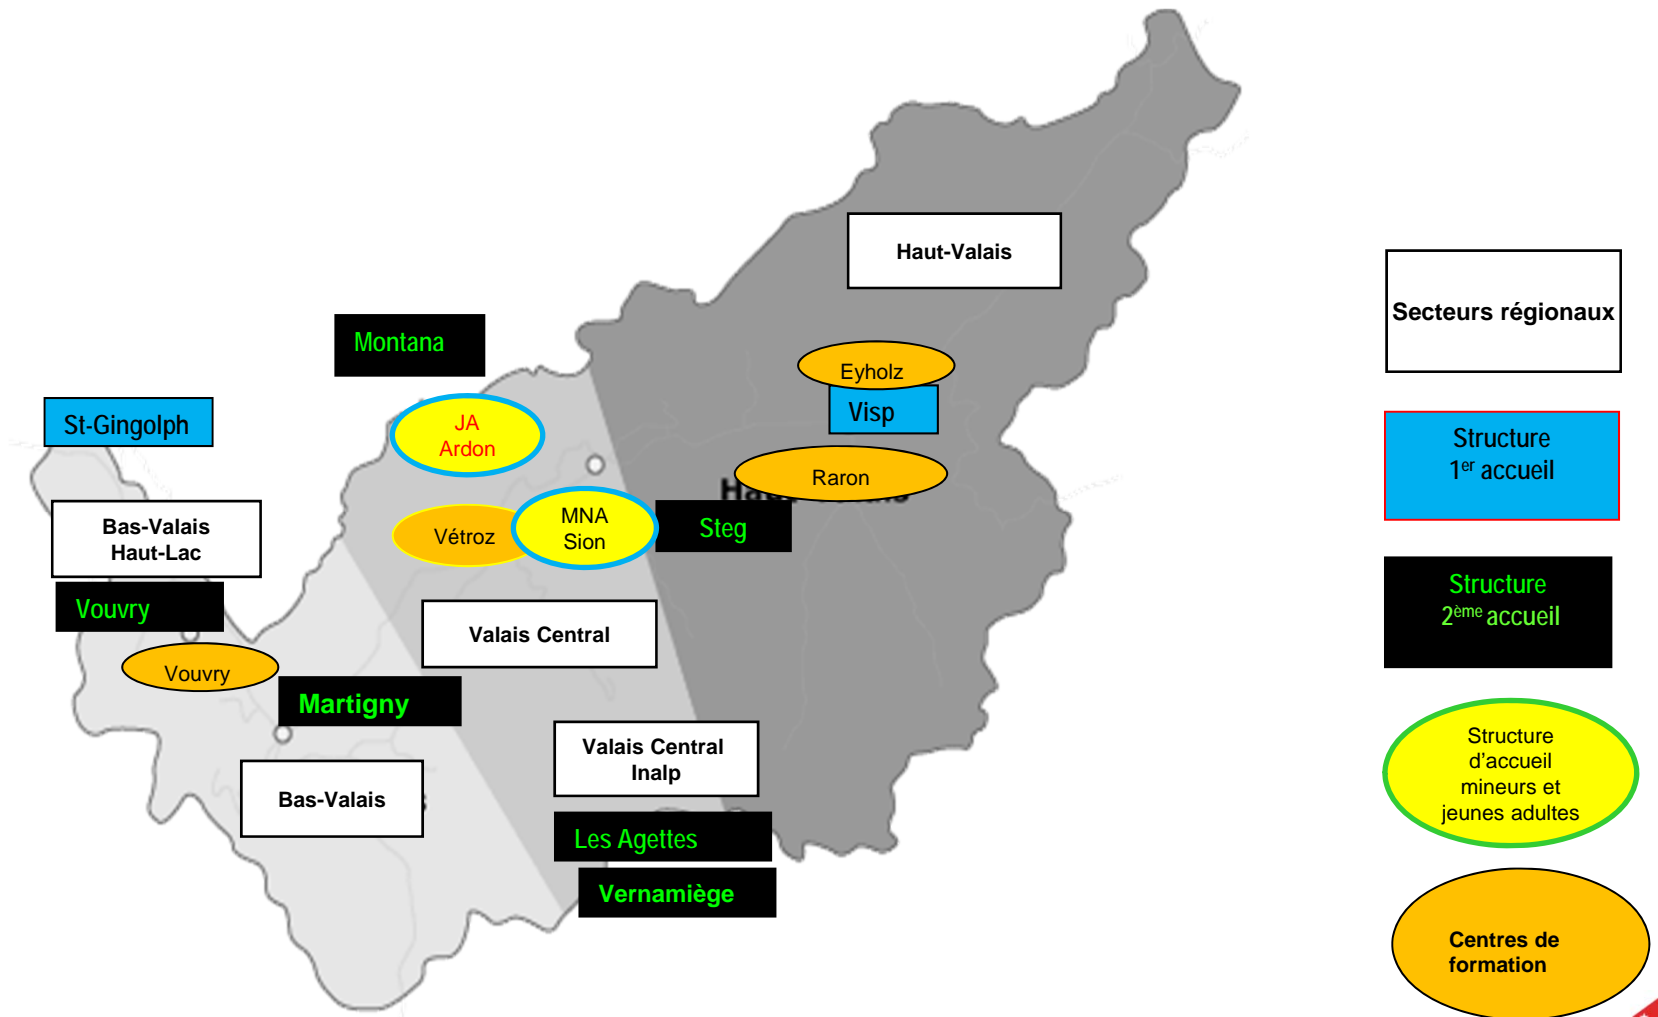 Haut-Valais
Montana
Eyholz
Visp
St-Gingolph
JA
Ardon
Raron
Bas-Valais
Haut-Lac
Vétroz
MNA
Sion
Steg
Vouvry
Valais Central
Vouvry
Martigny
Valais Central
Inalp
Bas-Valais
Les Agettes
Vernamiège
Secteurs régionaux
Structure
1er accueil
Structure
2ème accueil
Structure
d'accueil
mineurs et
jeunes adultes
Centres de
formation